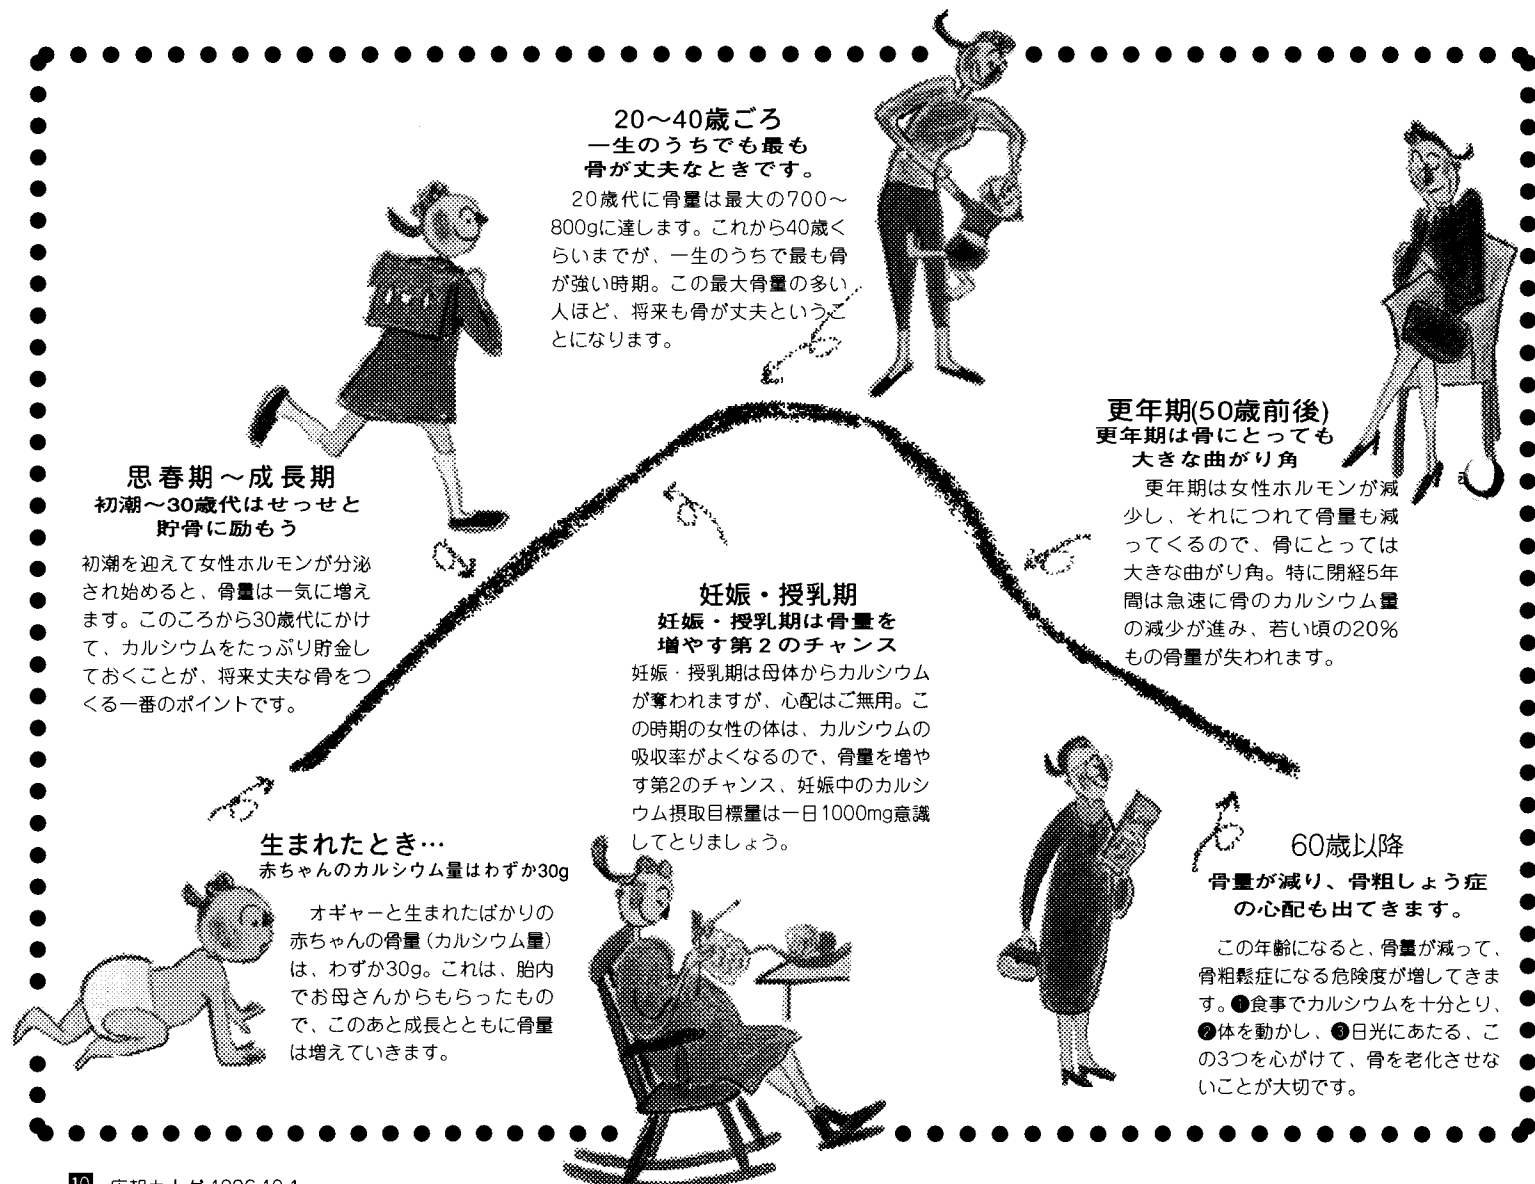 生まれたとき…
赤ちゃんのカルシウム量はわずか30g
オギャーと生まれたばかりの
赤ちゃんの骨量（カルシウム量）
は、わずか30g。これは、胎内
でお母さんからもらったもの
で、このあと成長とともに骨量
は増えていきます。
思春期〜成長期
初潮〜30歳代はせっせと
貯骨に励もう
初潮を迎えて女性ホルモンが分泌
され始めると、骨量は一気に増え
ます。このころから30歳代にかけ
て、カルシウムをたっぷり貯金し
ておくことが、将来丈夫な骨をつ
くる一番のポイントです。
20〜40歳ごろ
一生のうちでも最も
骨が丈夫なときです。
20歳代に骨量は最大の700〜
800gに達します。これから40歳く
らいまでが、一生のうちで最も骨
が強い時期。この最大骨量の多い
人ほど、将来も骨が丈夫というこ
とになります。
妊娠・授乳期
妊娠・授乳期は骨量を
増やす第2のチャンス
妊娠・授乳期は母体からカルシウム
が奪われますが、心配はご無用。こ
の時期の女性の体は、カルシウムの
吸収率がよくなるので、骨量を増や
す第2のチャンス、妊娠中のカルシ
ウム摂取目標量は一日1000mg意識
してとりましょう。
更年期(50歳前後)
更年期は骨にとっても
大きな曲がり角
更年期は女性ホルモンが減
少し、それにつれて骨量も減
ってくるので、骨にとっては
大きな曲がり角。特に閉経5年
間は急速に骨のカルシウム量
の減少が進み、若い頃の20%
もの骨量が失われます。
60歳以降
骨量が減り、骨粗しょう症
の心配も出てきます。
この年齢になると、骨量が減って、
骨粗鬆症になる危険度が増してきま
す。❶食事でカルシウムを十分とり、
❷体を動かし、❸日光にあたる、こ
の3つを心がけて、骨を老化させな
いことが大切です。
10